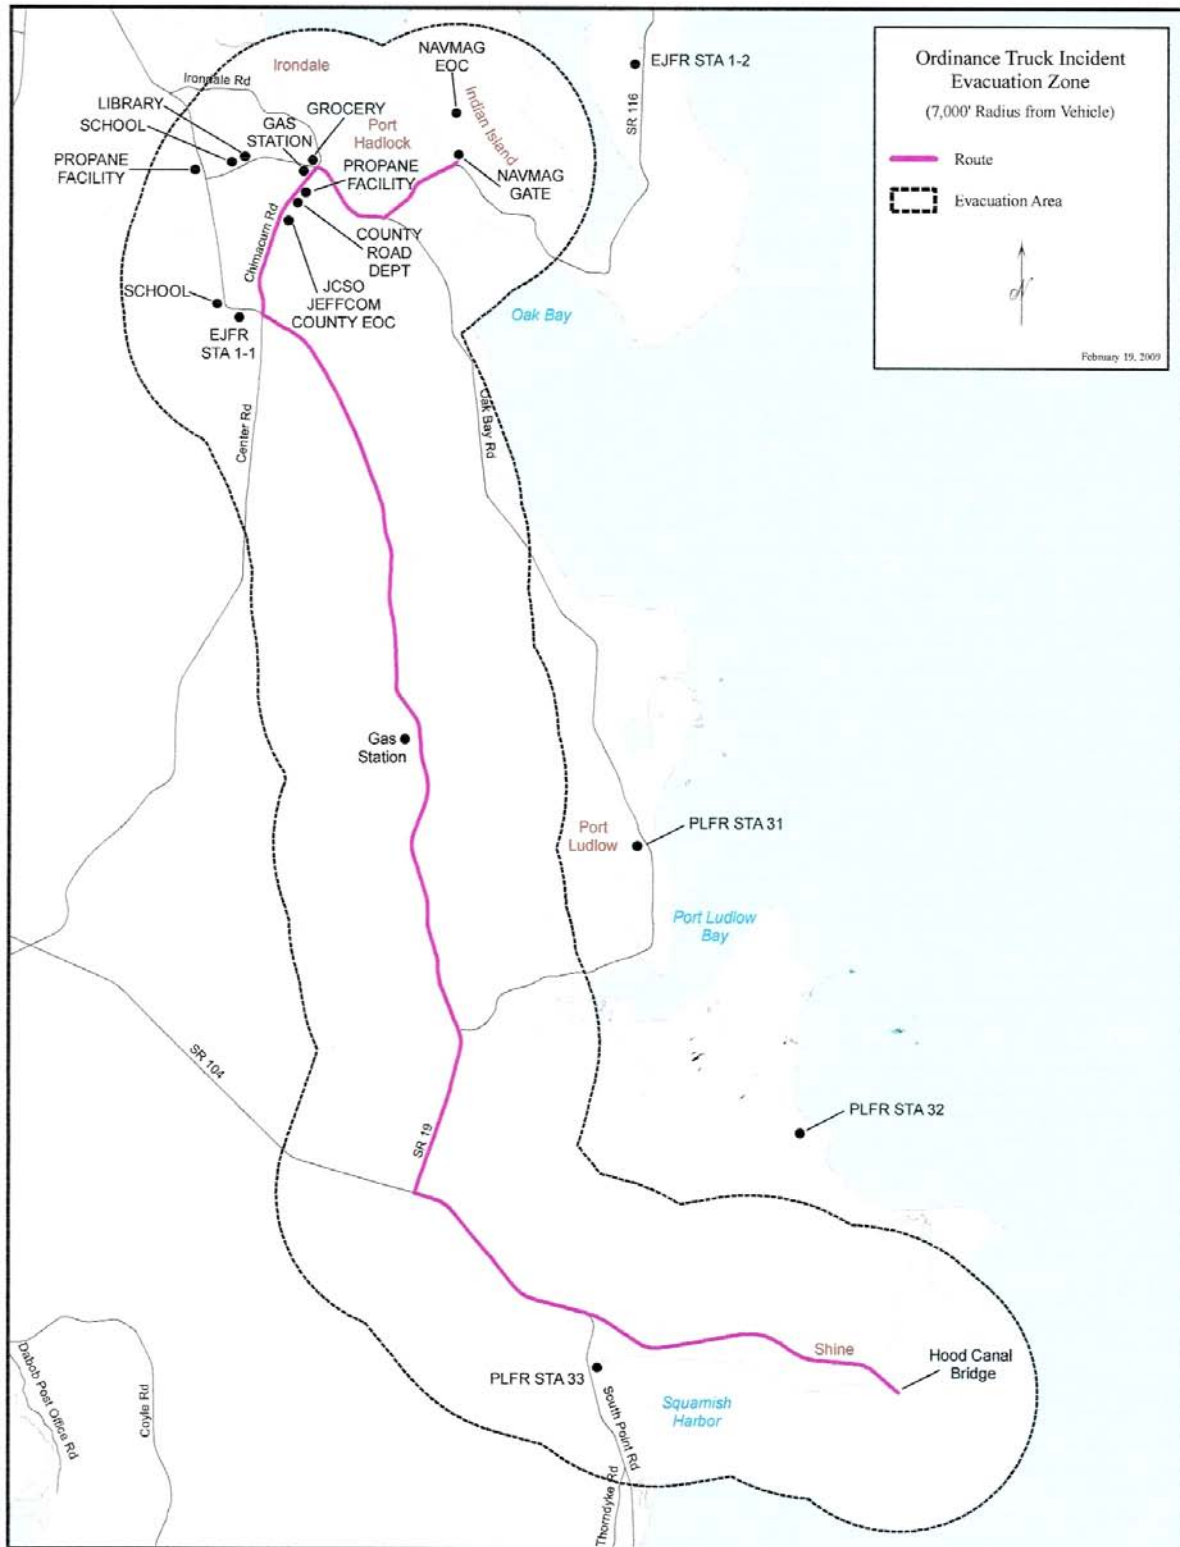 Ordinance Truck Incident
Evacuation Zone
(7,000' Radius from Vehicle)
Route
Evacuation Area
N
February 19, 2009
NAVMAG
EOC
EJFR STA 1-2
Irondale
Irondale Rd
LIBRARY
SCHOOL
GROCERY
GAS
STATION
Port
Hadlock
Indian Island
SR 116
PROPANE
FACILITY
PROPANE
FACILITY
NAVMAG
GATE
Chimacum Rd
COUNTY
ROAD
DEPT
JCSO
JEFFCOM
COUNTY EOC
SCHOOL
EJFR
STA 1-1
Oak Bay
Center Rd
Oak Bay Rd
Gas
Station
Port
Ludlow
PLFR STA 31
Port Ludlow
Bay
SR 104
SR 19
PLFR STA 32
Shine
Hood Canal
Bridge
PLFR STA 33
Squamish
Harbor
South Point Rd
Thorndyke Rd
Dabob Post Office Rd
Coyle Rd